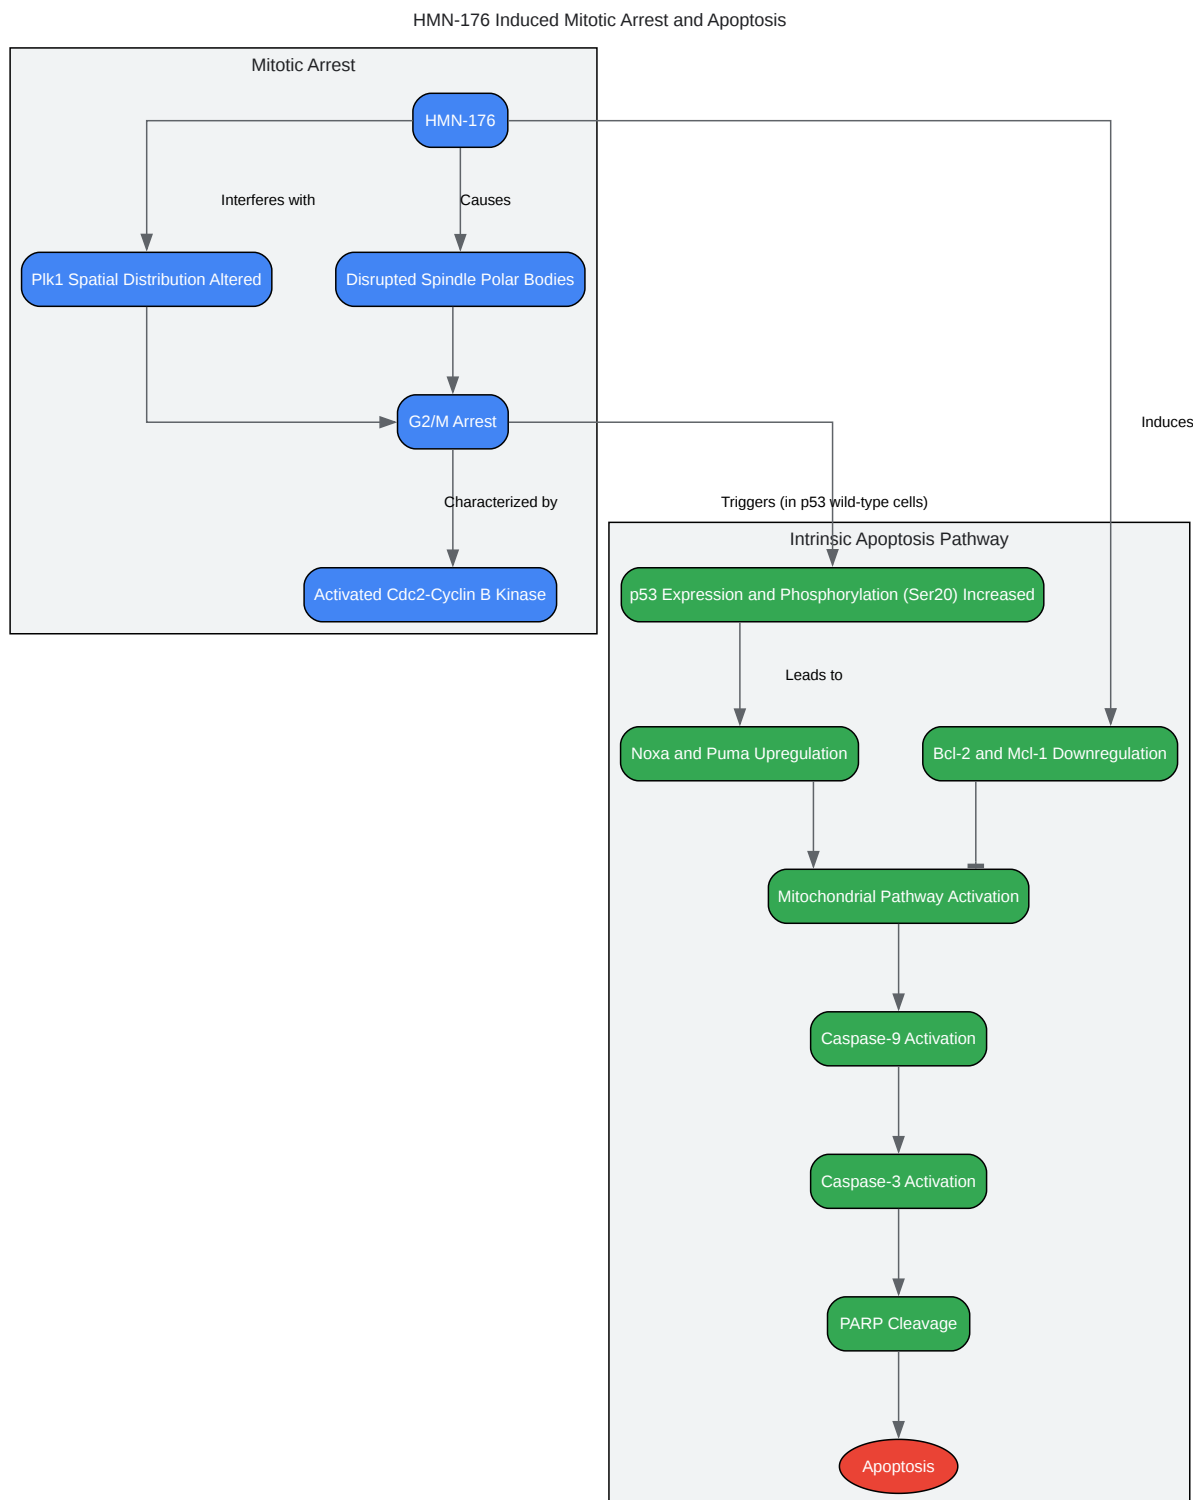 HMN-176 Induced Mitotic Arrest and Apoptosis
Mitotic Arrest
HMN-176
Interferes with
Causes
Plk1 Spatial Distribution Altered
Disrupted Spindle Polar Bodies
G2/M Arrest
Induces
Characterized by
Triggers (in p53 wild-type cells)
Intrinsic Apoptosis Pathway
Activated Cdc2-Cyclin B Kinase
p53 Expression and Phosphorylation (Ser20) Increased
Leads to
Noxa and Puma Upregulation
Bcl-2 and Mcl-1 Downregulation
Mitochondrial Pathway Activation
Caspase-9 Activation
Caspase-3 Activation
PARP Cleavage
Apoptosis